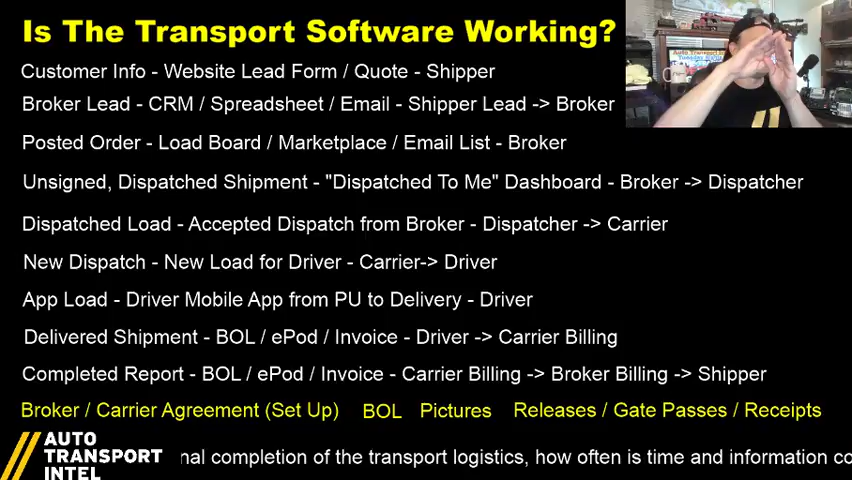 Is The Transport Software Working?
Customer Info - Website Lead Form / Quote - Shipper
Broker Lead - CRM / Spreadsheet / Email - Shipper Lead -> Broker
Posted Order - Load Board / Marketplace / Email List - Broker
Unsigned, Dispatched Shipment - "Dispatched To Me" Dashboard - Broker -> Dispatcher
Dispatched Load - Accepted Dispatch from Broker - Dispatcher -> Carrier
New Dispatch - New Load for Driver - Carrier-> Driver
App Load - Driver Mobile App from PU to Delivery - Driver
Delivered Shipment - BOL / ePod / Invoice - Driver -> Carrier Billing
Completed Report - BOL / ePod / Invoice - Carrier Billing -> Broker Billing -> Shipper
Broker / Carrier Agreement (Set Up) BOL Pictures Releases / Gate Passes / Receipts
AUTO
TRANSPORT
INTEL
nal completion of the transport logistics, how often is time and information co